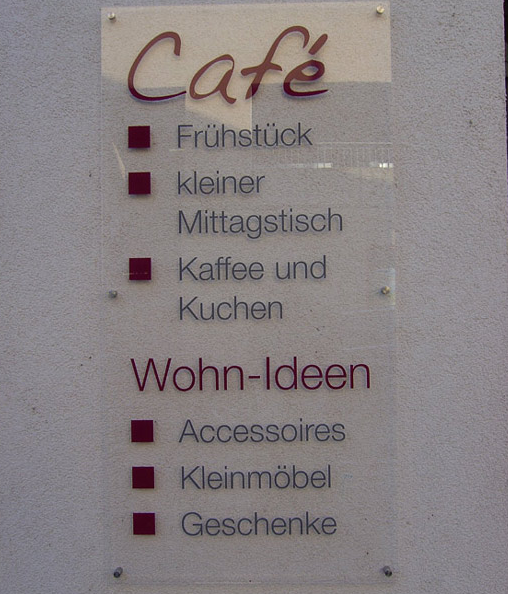 Café
Frühstück
kleiner
Mittagstisch
Kaffee und
Kuchen
Wohn-Ideen
Accessoires
Kleinmöbel
Geschenke